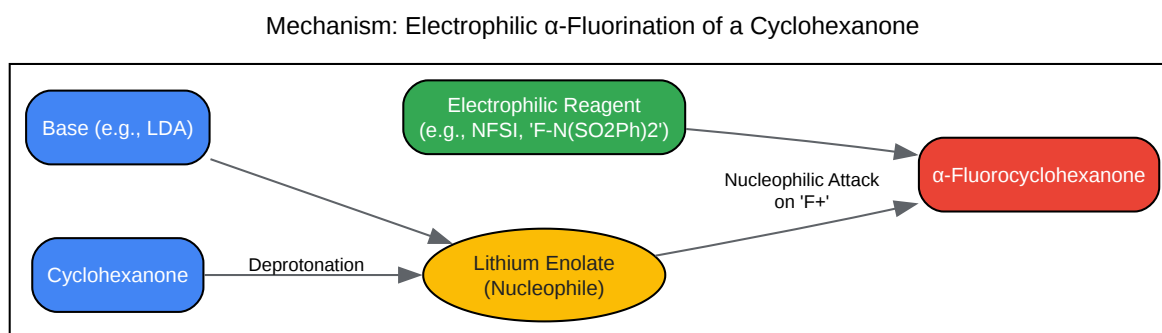 Mechanism: Electrophilic α-Fluorination of a Cyclohexanone
Base (e.g., LDA)
Electrophilic Reagent
(e.g., NFSI, 'F-N(SO2Ph)2')
α-Fluorocyclohexanone
Nucleophilic Attack
on 'F+'
Cyclohexanone
Deprotonation
Lithium Enolate
(Nucleophile)